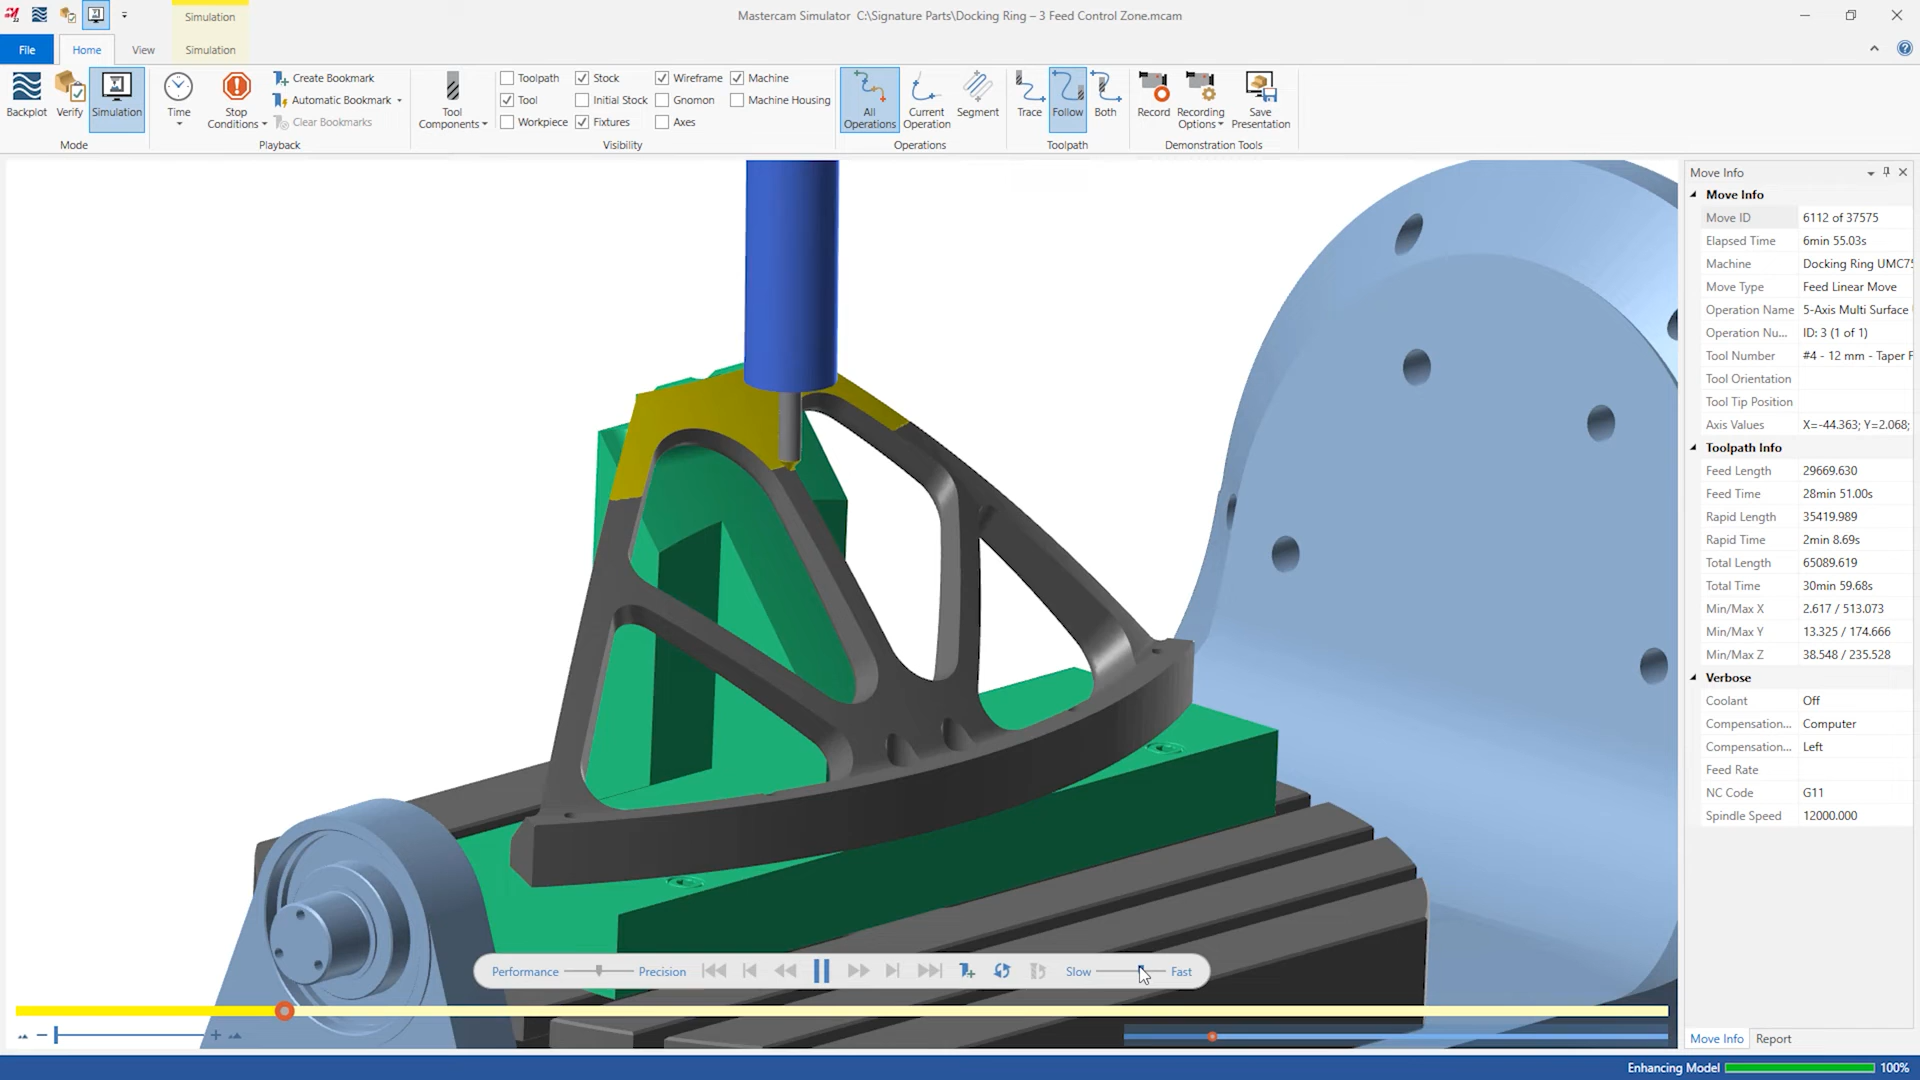 Simulation
Mastercam Simulator C:\Signature Parts\Docking Ring – 3 Feed Control Zone.mcam
File
Home
View
Simulation
Backplot
Verify
Simulation
Mode
Time
Stop Conditions
Create Bookmark
Automatic Bookmark
Clear Bookmarks
Playback
Tool Components
Toolpath
Stock
Wireframe
Machine
Tool
Initial Stock
Gnomon
Machine Housing
Workpiece
Fixtures
Axes
Visibility
All Operations
Current Operation
Segment
Operations
Trace
Follow
Both
Toolpath
Record
Recording Options
Save Presentation
Demonstration Tools
Move Info
Move Info
Move ID 6112 of 37575
Elapsed Time 6min 55.03s
Machine Docking Ring UMC75
Move Type Feed Linear Move
Operation Name 5-Axis Multi Surface
Operation Nu... ID: 3 (1 of 1)
Tool Number #4 - 12 mm - Taper F
Tool Orientation
Tool Tip Position
Axis Values X=-44.363; Y=2.068;
Toolpath Info
Feed Length 29669.630
Feed Time 28min 51.00s
Rapid Length 35419.989
Rapid Time 2min 8.69s
Total Length 65089.619
Total Time 30min 59.68s
Min/Max X 2.617 / 513.073
Min/Max Y 13.325 / 174.666
Min/Max Z 38.548 / 235.528
Verbose
Coolant Off
Compensation... Computer
Compensation... Left
Feed Rate
NC Code G11
Spindle Speed 12000.000
Performance
Precision
Slow
Fast
Move Info
Report
Enhancing Model 100%